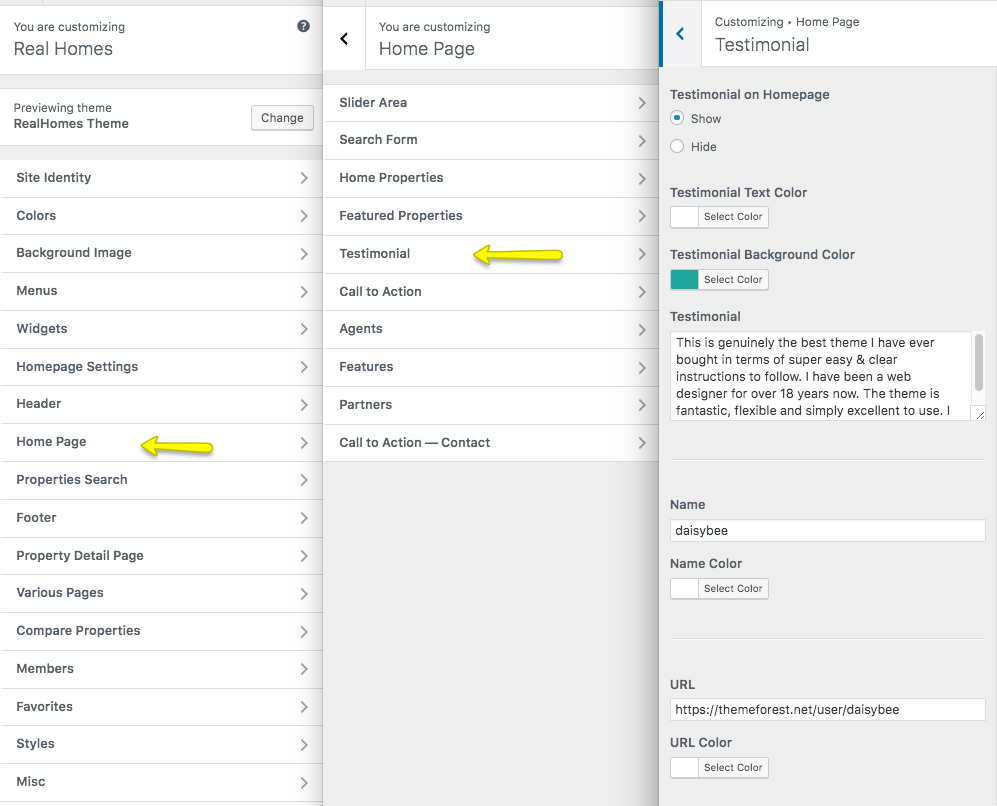 You are customizing
Real Homes
Previewing theme
RealHomes Theme
Change
Site Identity
Colors
Background Image
Menus
Widgets
Homepage Settings
Header
Home Page
Properties Search
Footer
Property Detail Page
Various Pages
Compare Properties
Members
Favorites
Styles
Misc
You are customizing
Home Page
Slider Area
Search Form
Home Properties
Featured Properties
Testimonial
Call to Action
Agents
Features
Partners
Call to Action — Contact
Customizing ▸ Home Page
Testimonial
Testimonial on Homepage
Show
Hide
Testimonial Text Color
Select Color
Testimonial Background Color
Select Color
Testimonial
This is genuinely the best theme I have ever
bought in terms of super easy & clear
instructions to follow. I have been a web
designer for over 18 years now. The theme is
fantastic, flexible and simply excellent to use. I
Name
daisybee
Name Color
Select Color
URL
https://themeforest.net/user/daisybee
URL Color
Select Color